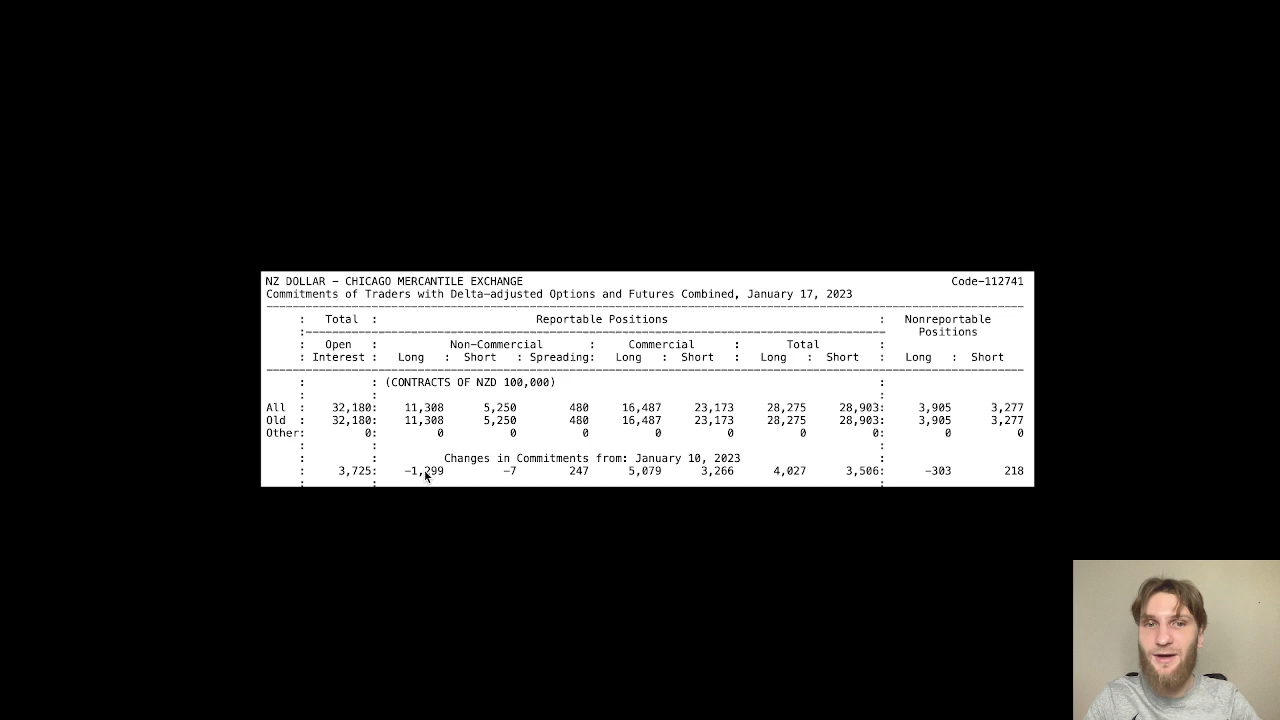 NZ DOLLAR - CHICAGO MERCANTILE EXCHANGE Code-112741
Commitments of Traders with Delta-adjusted Options and Futures Combined, January 17, 2023
: Total : Reportable Positions : Nonreportable
: Positions
: Open : Non-Commercial : Commercial : Total :
: Interest : Long : Short : Spreading: Long : Short : Long : Short : Long : Short
: : (CONTRACTS OF NZD 100,000) :
: : :
All : 32,180: 11,308 5,250 480 16,487 23,173 28,275 28,903: 3,905 3,277
Old : 32,180: 11,308 5,250 480 16,487 23,173 28,275 28,903: 3,905 3,277
Other: 0: 0 0 0 0 0 0 0: 0 0
: : :
: : Changes in Commitments from: January 10, 2023 :
: 3,725: -1,299 -7 247 5,079 3,266 4,027 3,506: -303 218